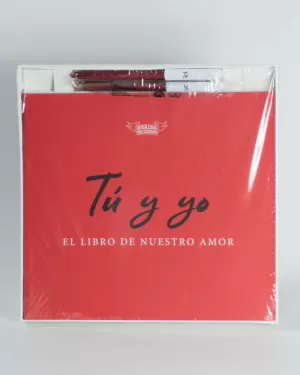 Tú y yo
EL LIBRO DE NUESTRO AMOR